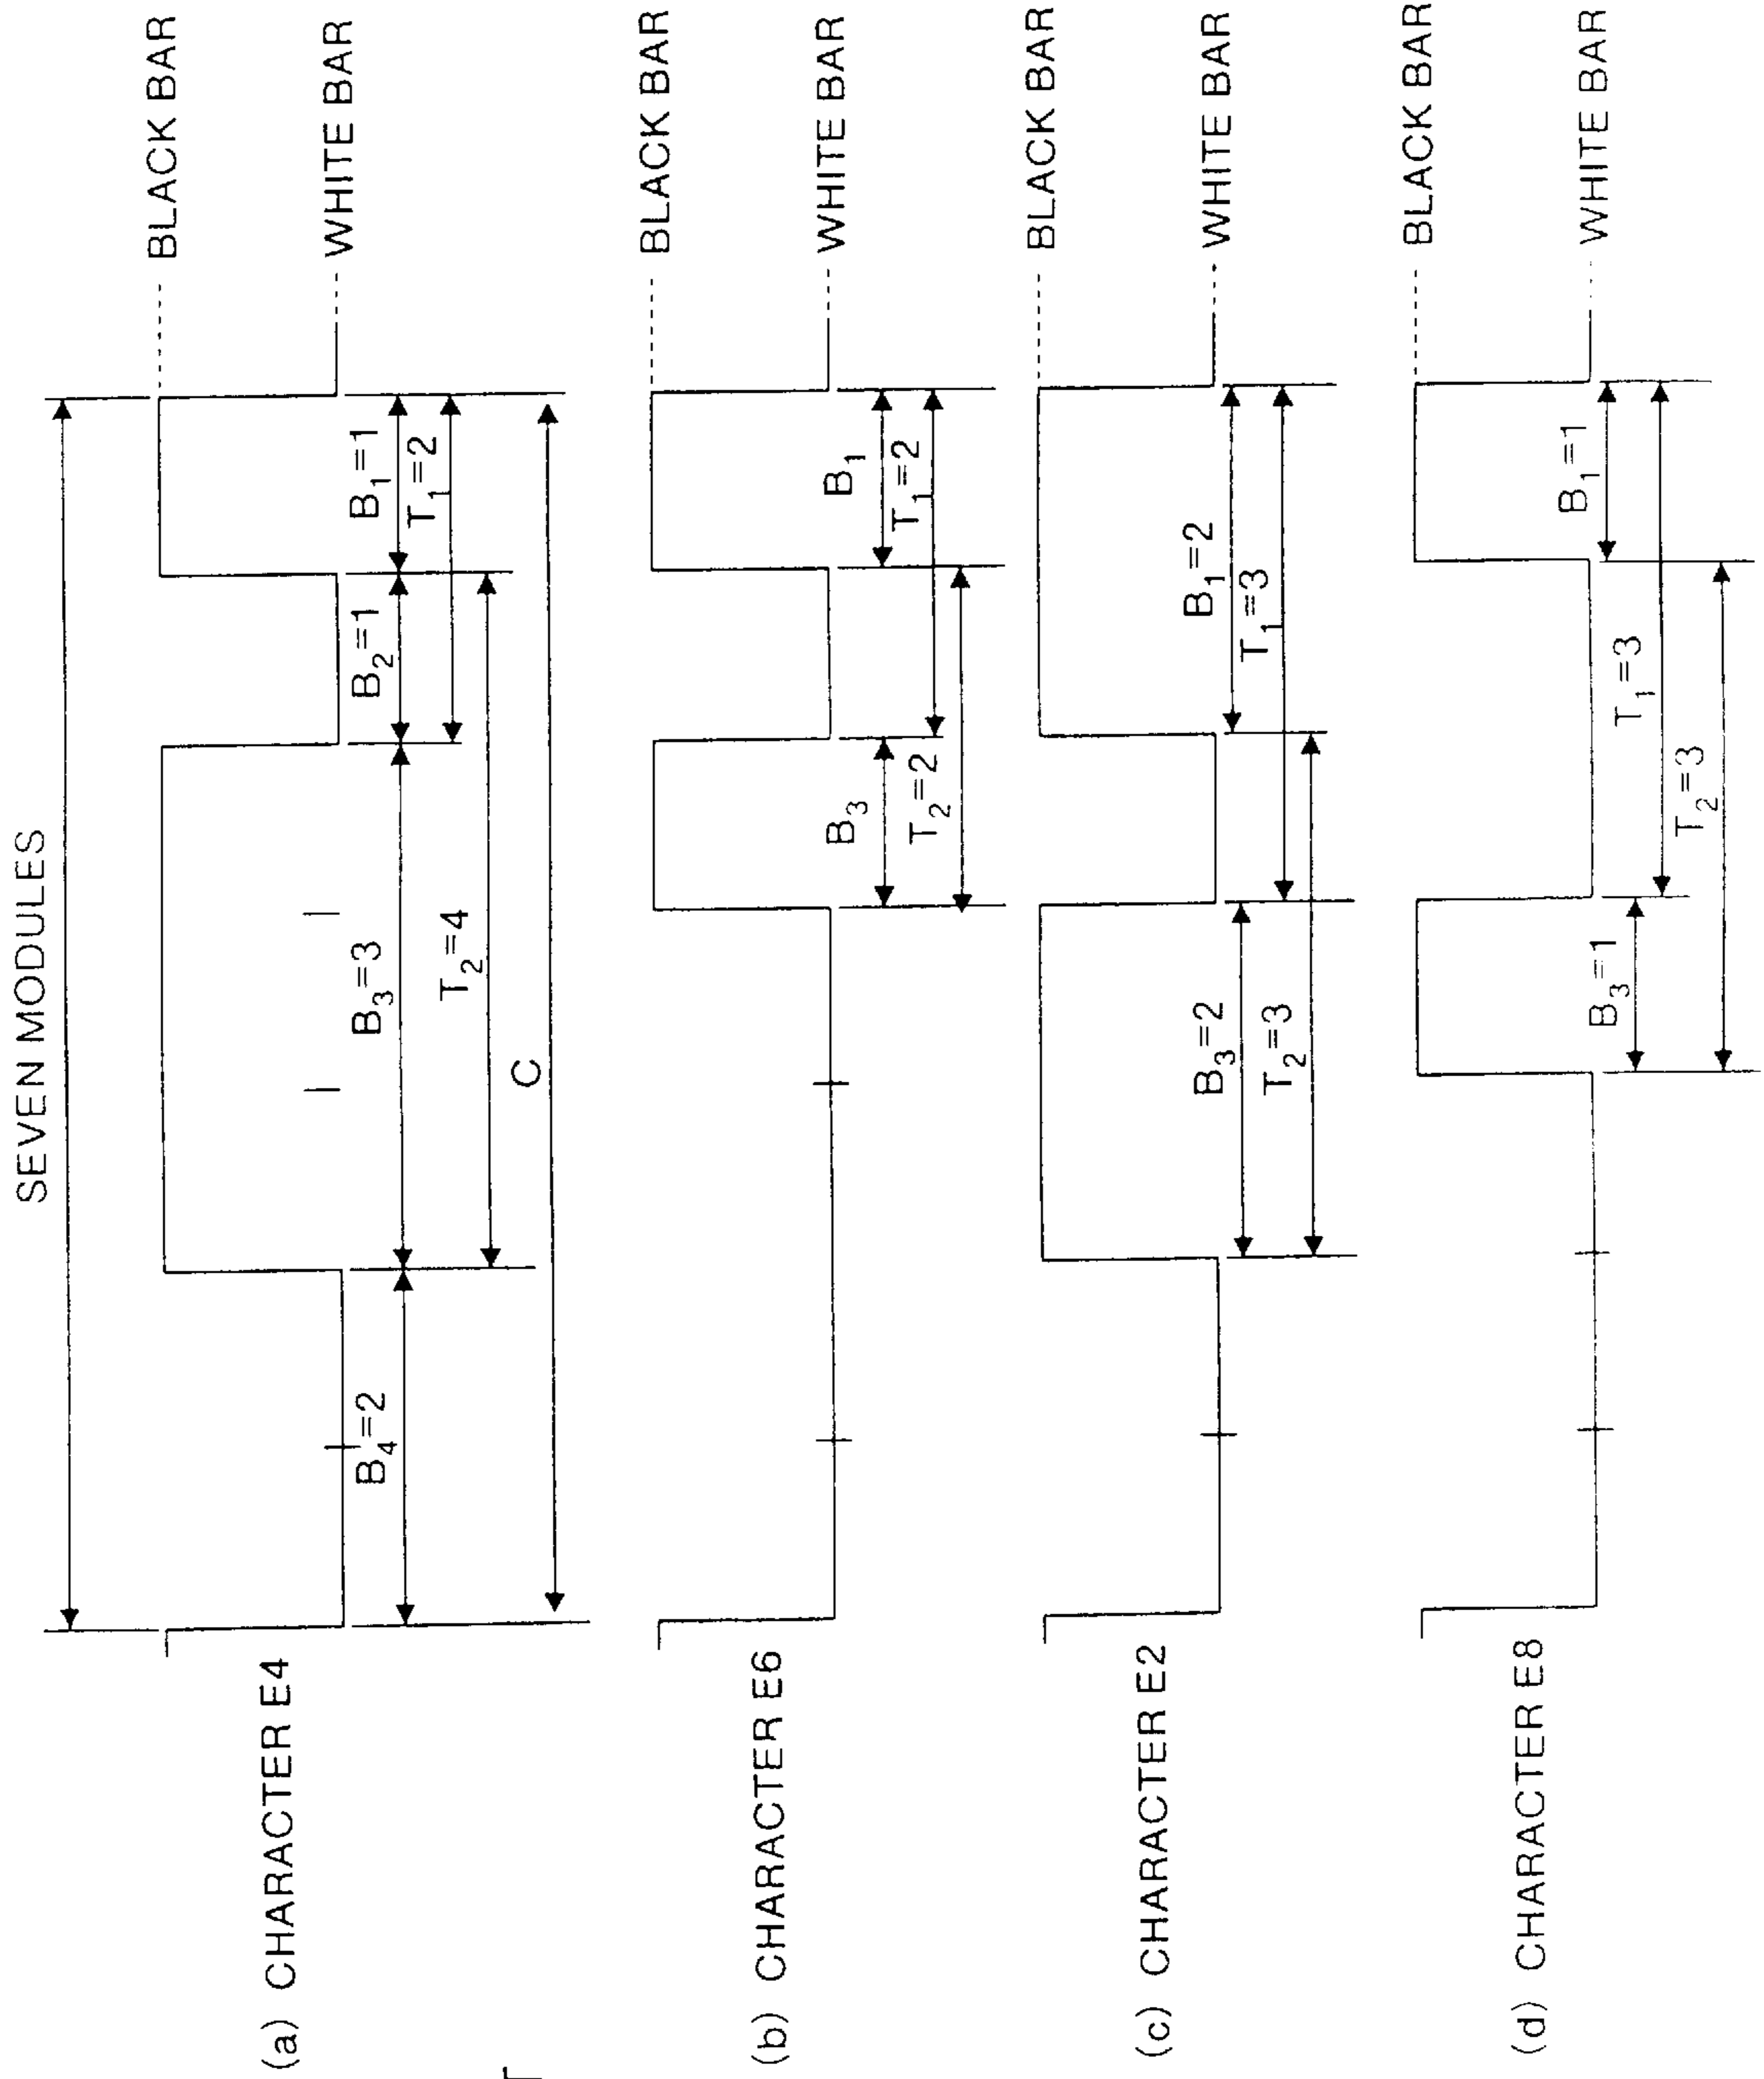 SEVEN MODULES
BLACK BAR
WHITE BAR
B₄=2
B₃=3
B₂=1
B₁=1
T₂=4
T₁=2
C
(a) CHARACTER E4
BLACK BAR
WHITE BAR
B₃
B₁
T₂=2
T₁=2
(b) CHARACTER E6
BLACK BAR
WHITE BAR
B₃=2
B₁=2
T₂=3
T₁=3
(c) CHARACTER E2
BLACK BAR
WHITE BAR
B₃=1
B₁=1
T₁=3
T₂=3
(d) CHARACTER E8